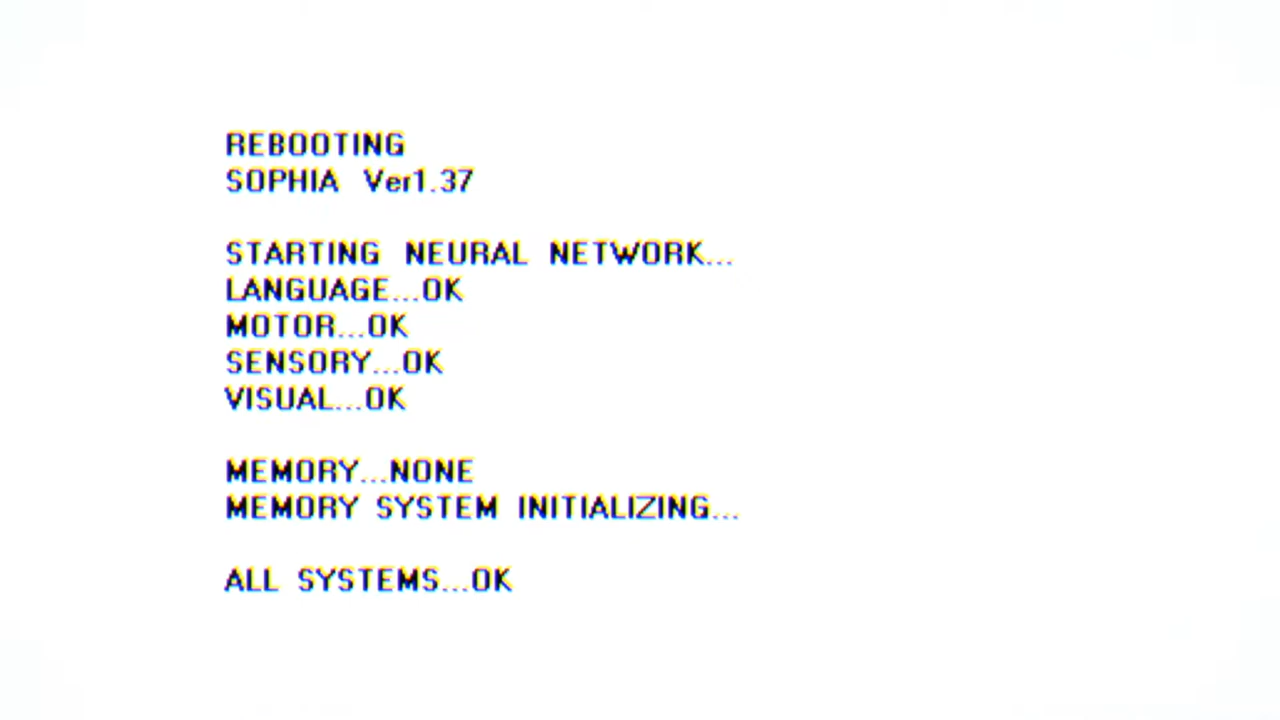 REBOOTING
SOPHIA Ver1.37
STARTING NEURAL NETWORK...
LANGUAGE...OK
MOTOR...OK
SENSORY...OK
VISUAL...OK
MEMORY...NONE
MEMORY SYSTEM INITIALIZING...
ALL SYSTEMS...OK